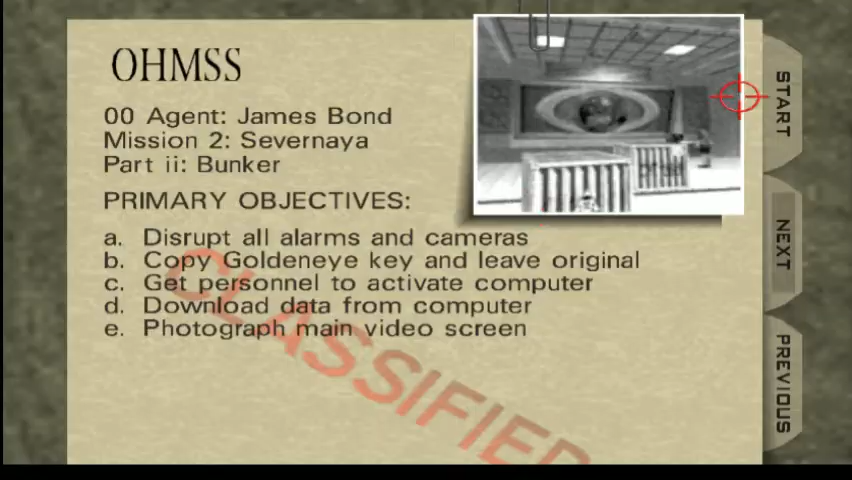 OHMSS
00 Agent: James Bond
Mission 2: Severnaya
Part ii: Bunker
PRIMARY OBJECTIVES:
a. Disrupt all alarms and cameras
b. Copy Goldeneye key and leave original
c. Get personnel to activate computer
d. Download data from computer
e. Photograph main video screen
CLASSIFIED
START
NEXT
PREVIOUS